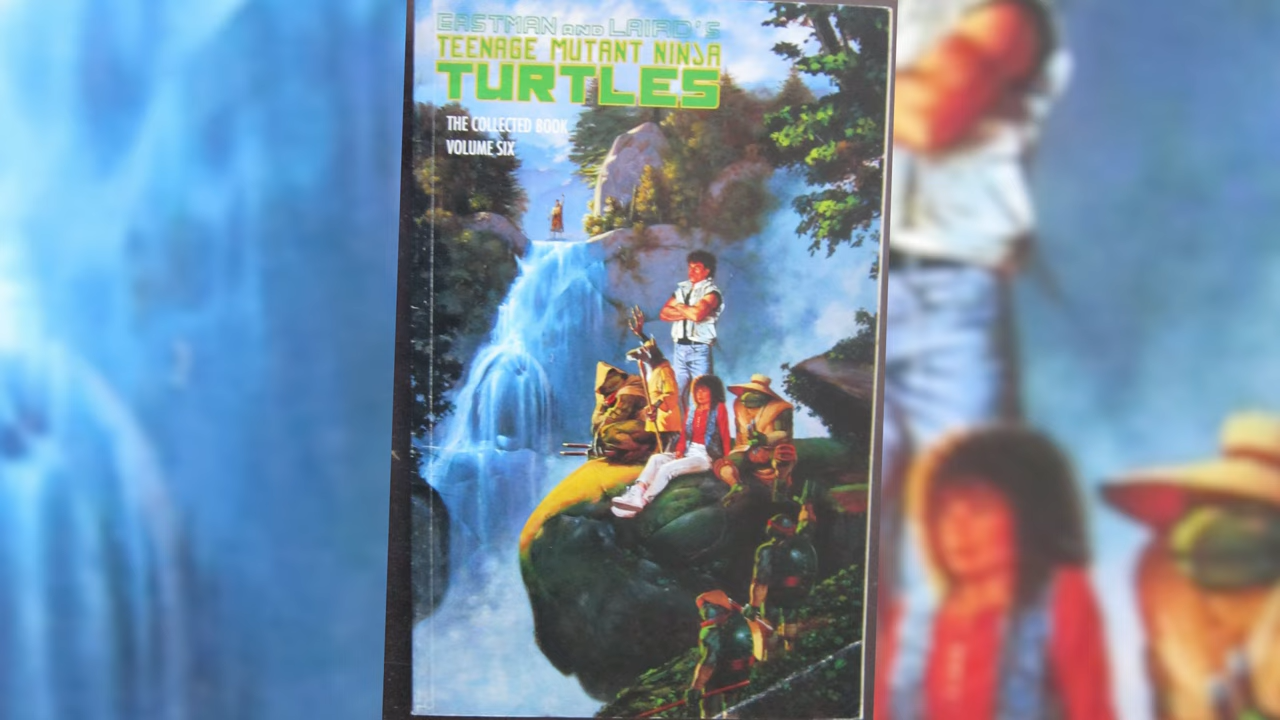 EASTMAN AND LAIRD'S
TEENAGE MUTANT NINJA
TURTLES
THE COLLECTED BOOK
VOLUME SIX